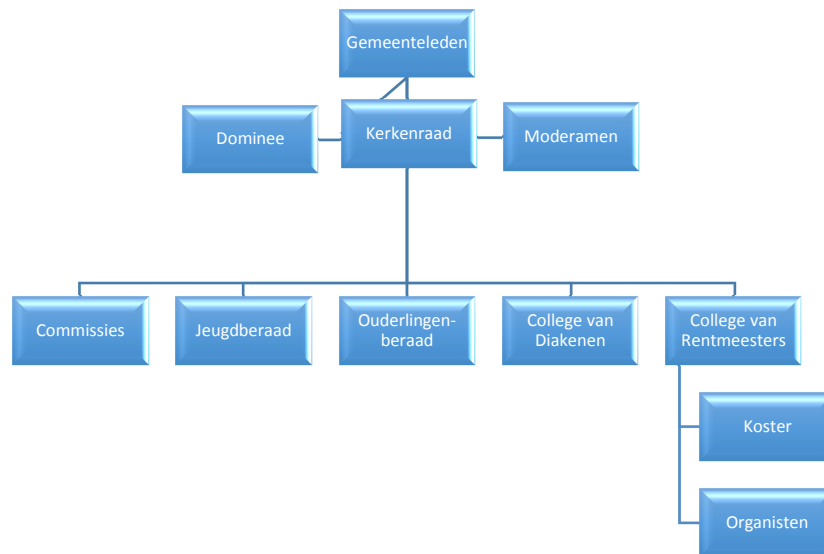 Gemeenteleden
Dominee
Kerkenraad
Moderamen
Commissies
Jeugdberaad
Ouderlingen-
beraad
College van
Diakenen
College van
Rentmeesters
Koster
Organisten